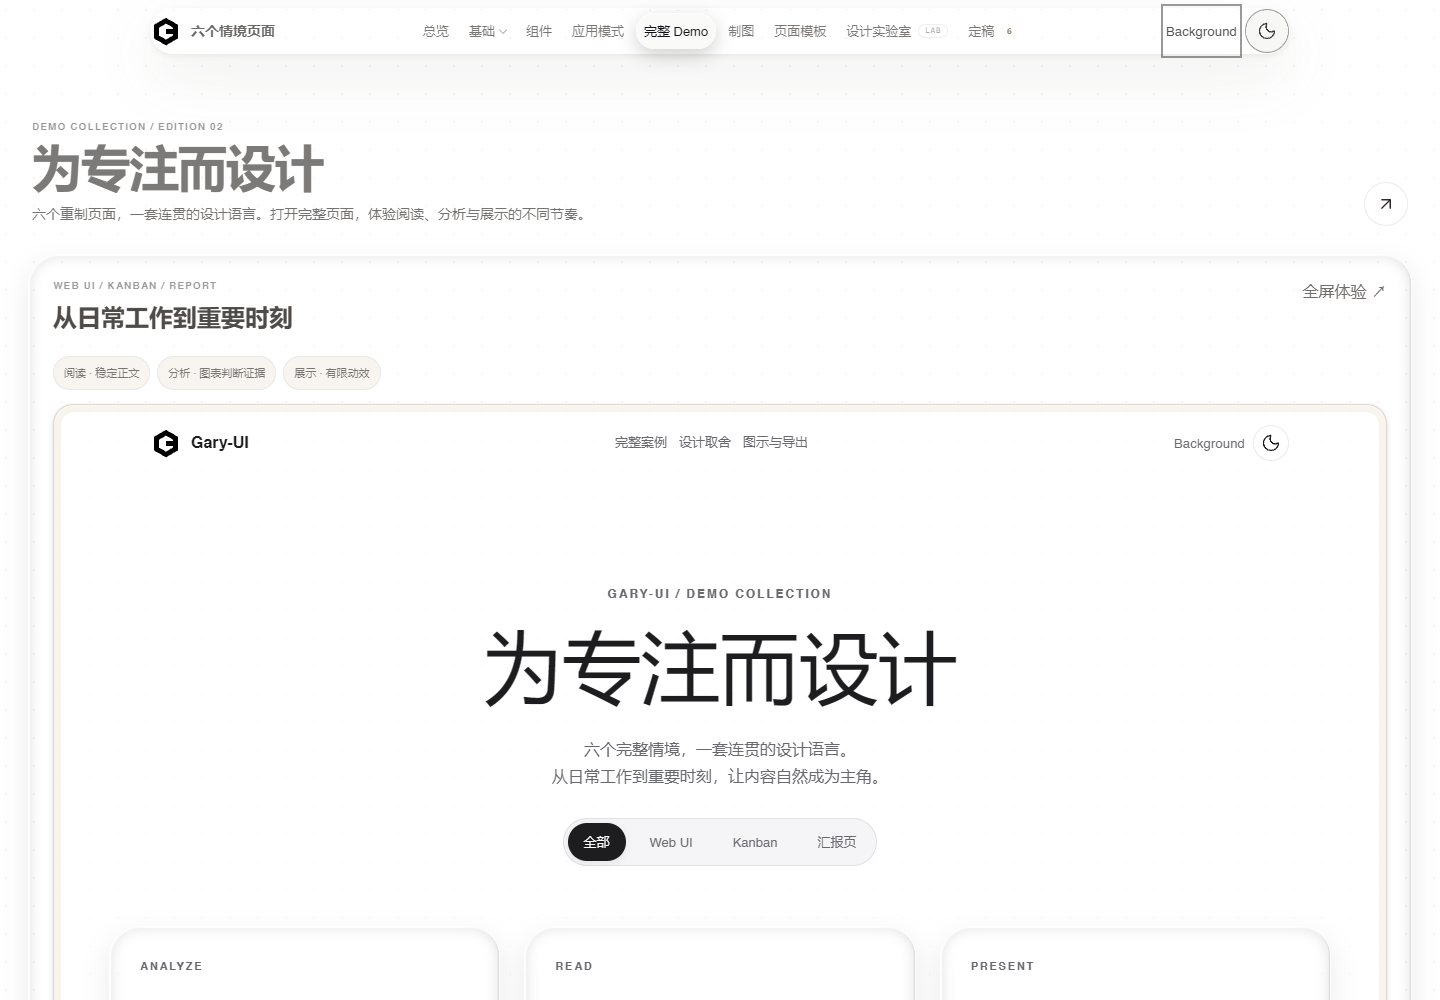 六个情境页面
总览 基础 组件 应用模式 完整 Demo 制图 页面模板 设计实验室 LAB 定稿 6
Background
DEMO COLLECTION / EDITION 02
为专注而设计
六个重制页面，一套连贯的设计语言。打开完整页面，体验阅读、分析与展示的不同节奏。
WEB UI / KANBAN / REPORT
全屏体验 ↗
从日常工作到重要时刻
阅读 · 稳定正文 分析 · 图表判断证据 展示 · 有限动效
Gary-UI
完整案例 设计取舍 图示与导出
Background
GARY-UI / DEMO COLLECTION
为专注而设计
六个完整情境，一套连贯的设计语言。
从日常工作到重要时刻，让内容自然成为主角。
全部 Web UI Kanban 汇报页
ANALYZE READ PRESENT